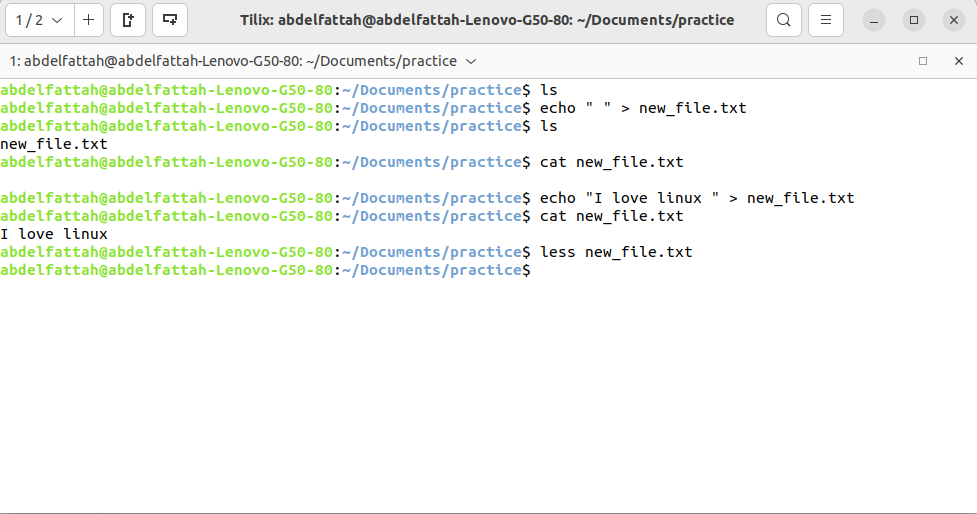 1 / 2
Tilix: abdelfattah@abdelfattah-Lenovo-G50-80: ~/Documents/practice
1: abdelfattah@abdelfattah-Lenovo-G50-80: ~/Documents/practice
abdelfattah@abdelfattah-Lenovo-G50-80:~/Documents/practice$ ls
abdelfattah@abdelfattah-Lenovo-G50-80:~/Documents/practice$ echo " " > new_file.txt
abdelfattah@abdelfattah-Lenovo-G50-80:~/Documents/practice$ ls
new_file.txt
abdelfattah@abdelfattah-Lenovo-G50-80:~/Documents/practice$ cat new_file.txt

abdelfattah@abdelfattah-Lenovo-G50-80:~/Documents/practice$ echo "I love linux " > new_file.txt
abdelfattah@abdelfattah-Lenovo-G50-80:~/Documents/practice$ cat new_file.txt
I love linux
abdelfattah@abdelfattah-Lenovo-G50-80:~/Documents/practice$ less new_file.txt
abdelfattah@abdelfattah-Lenovo-G50-80:~/Documents/practice$